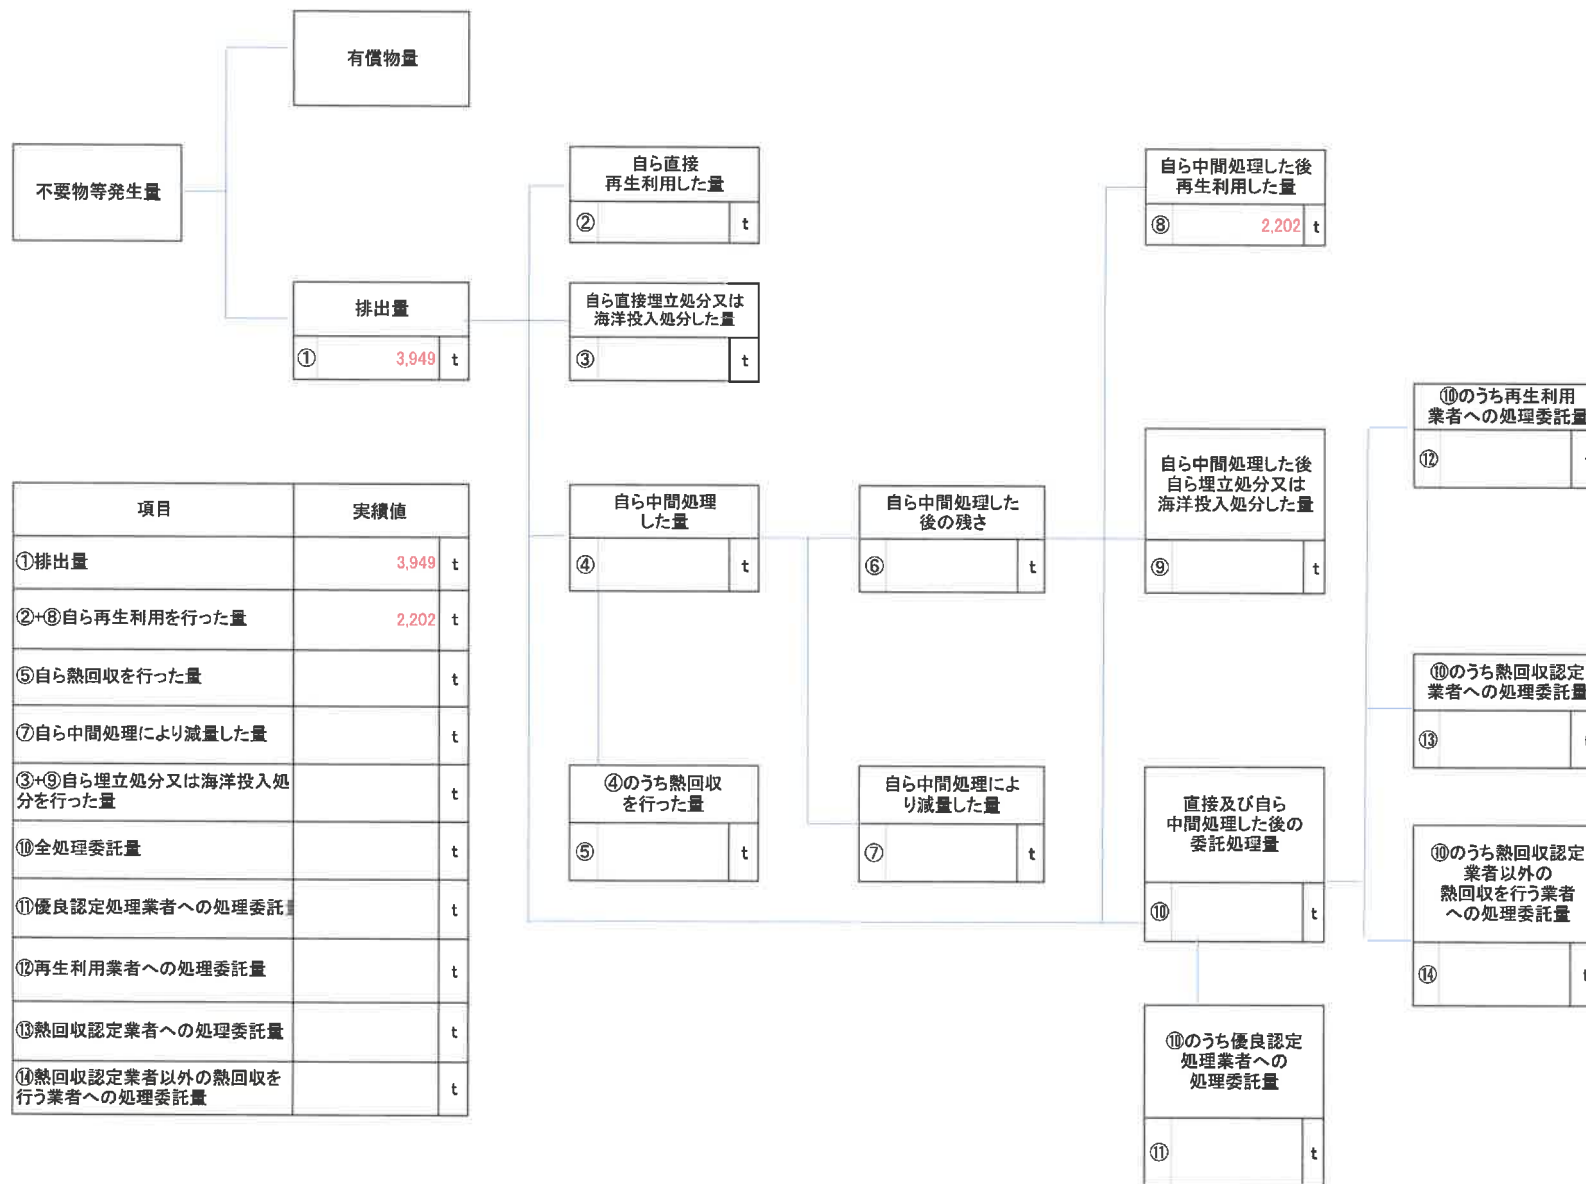 有償物量
不要物等発生量
排出量
① 3,949 t
自ら直接
再生利用した量
② t
自ら直接埋立処分又は
海洋投入処分した量
③ t
自ら中間処理
した量
④ t
④のうち熱回収
を行った量
⑤ t
自ら中間処理した
後の残さ
⑥ t
自ら中間処理によ
り減量した量
⑦ t
自ら中間処理した後
再生利用した量
⑧ 2,202 t
自ら中間処理した後
自ら埋立処分又は
海洋投入処分した量
⑨ t
直接及び自ら
中間処理した後の
委託処理量
⑩ t
⑩のうち優良認定
処理業者への
処理委託量
⑪ t
⑩のうち再生利用
業者への処理委託量
⑫
⑩のうち熱回収認定
業者への処理委託量
⑬
⑩のうち熱回収認定
業者以外の
熱回収を行う業者
への処理委託量
⑭ t
項目 実績値
①排出量 3,949 t
②+⑧自ら再生利用を行った量 2,202 t
⑤自ら熱回収を行った量 t
⑦自ら中間処理により減量した量 t
③+⑨自ら埋立処分又は海洋投入処
分を行った量 t
⑩全処理委託量 t
⑪優良認定処理業者への処理委託 t
⑫再生利用業者への処理委託量 t
⑬熱回収認定業者への処理委託量 t
⑭熱回収認定業者以外の熱回収を
行う業者への処理委託量 t